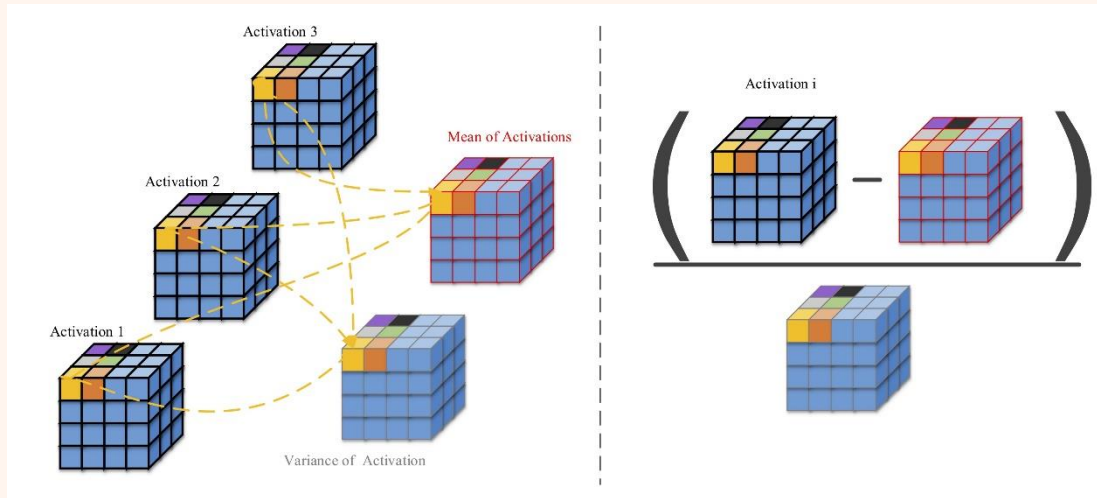 Activation 3
Mean of Activations
Activation 2
Activation 1
Variance of Activation
Activation i